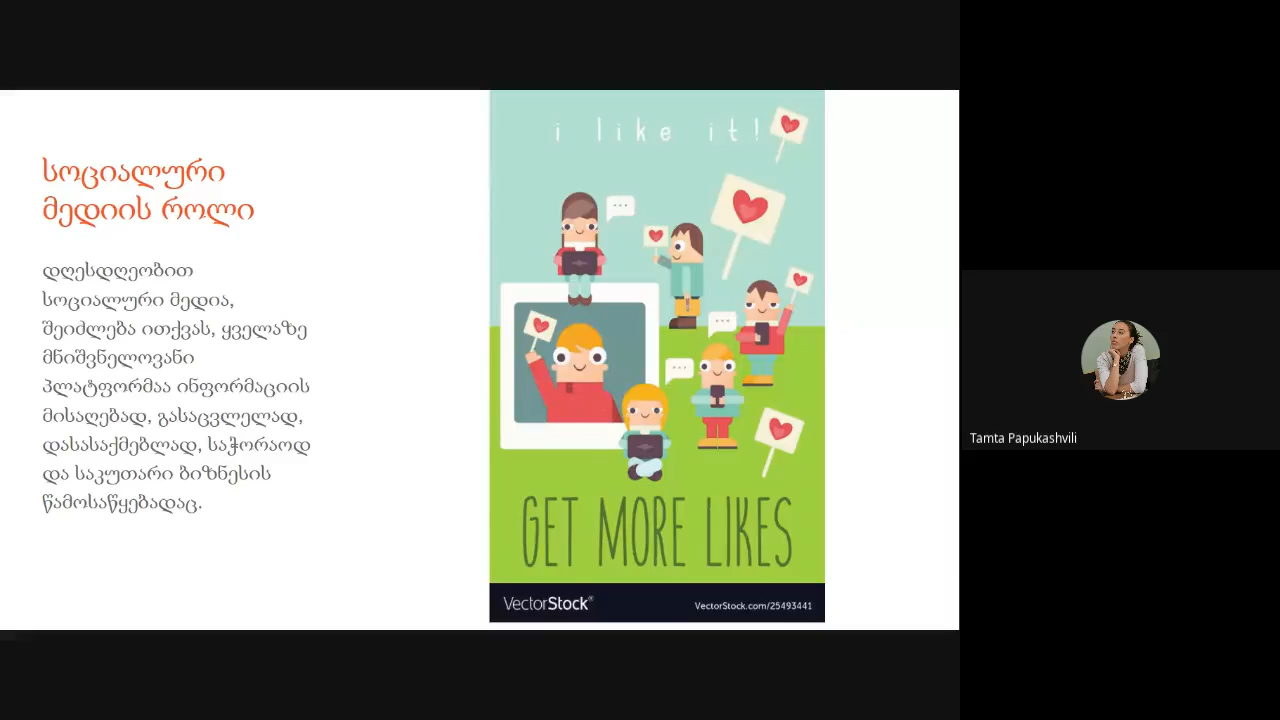 სოციალური
მედიის როლი
დღესდღეობით
სოციალური მედია,
შეიძლება ითქვას, ყველაზე
მნიშვნელოვანი
პლატფორმაა ინფორმაციის
მისაღებად, გასაცვლელად,
დასასაქმებლად, საჭორაოდ
და საკუთარი ბიზნესის
წამოსაწყებადაც.
i like it!
GET MORE LIKES
VectorStock®
VectorStock.com/25493441
Tamta Papukashvili